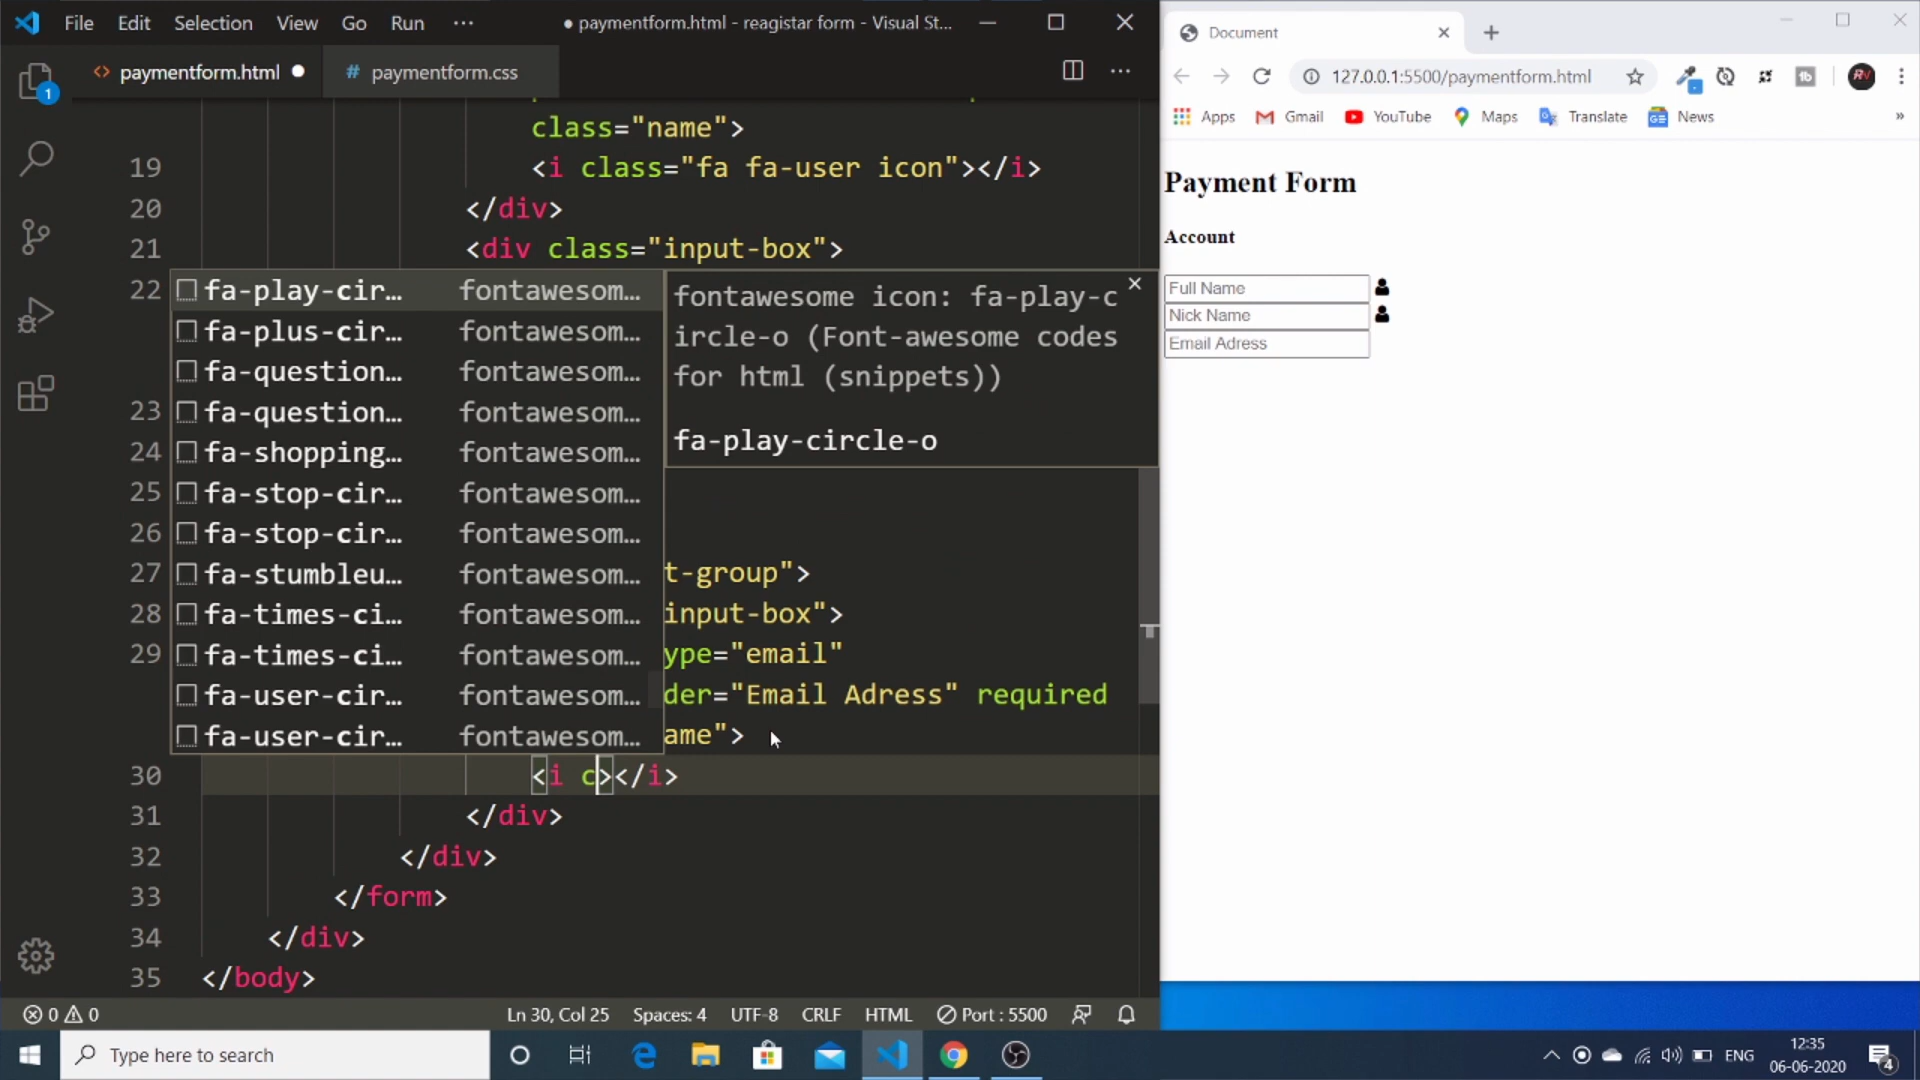 File Edit Selection View Go Run ··· ● paymentform.html - reagistar form - Visual St...
<> paymentform.html ● # paymentform.css ···
1
class="name">
19 <i class="fa fa-user icon"></i>
20 </div>
21 <div class="input-box">
22
23
24
25
26
27 t-group">
28 input-box">
29 ype="email"
der="Email Adress" required
ame">
30 <i c></i>
31 </div>
32 </div>
33 </form>
34 </div>
35 </body>
fa-play-cir... fontawesom...
fa-plus-cir... fontawesom...
fa-question... fontawesom...
fa-question... fontawesom...
fa-shopping... fontawesom...
fa-stop-cir... fontawesom...
fa-stop-cir... fontawesom...
fa-stumbleu... fontawesom...
fa-times-ci... fontawesom...
fa-times-ci... fontawesom...
fa-user-cir... fontawesom...
fa-user-cir... fontawesom...
fontawesome icon: fa-play-c
ircle-o (Font-awesome codes
for html (snippets))
fa-play-circle-o
0 0 Ln 30, Col 25 Spaces: 4 UTF-8 CRLF HTML Port : 5500
Document
127.0.0.1:5500/paymentform.html RV
Apps Gmail YouTube Maps Translate News »
Payment Form
Account
Full Name
Nick Name
Email Adress
Type here to search
ENG 12:35
06-06-2020 4